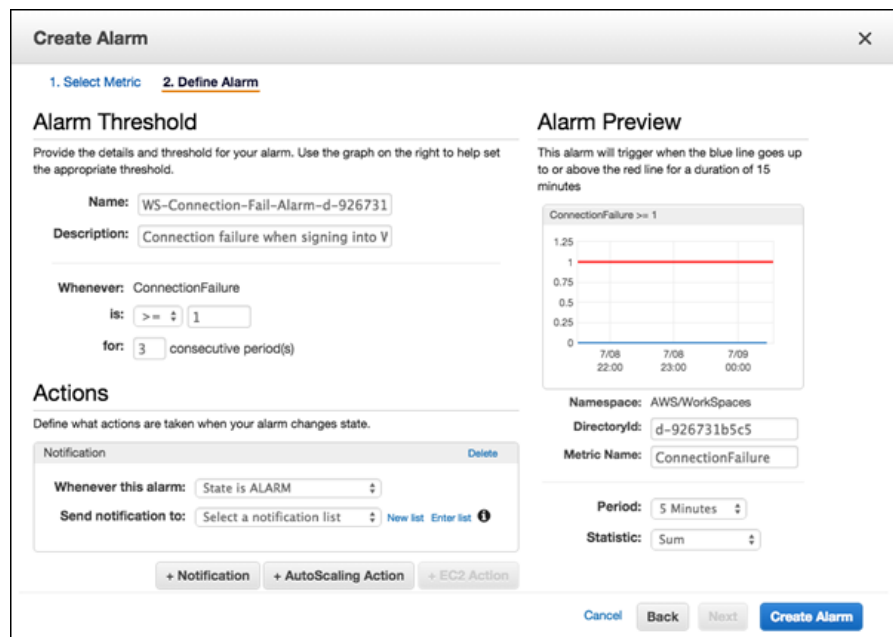 Create Alarm
×
1. Select Metric 2. Define Alarm
Alarm Threshold
Provide the details and threshold for your alarm. Use the graph on the right to help set
the appropriate threshold.
Name: WS-Connection-Fail-Alarm-d-926731
Description: Connection failure when signing into V
Whenever: ConnectionFailure
is: >= 1
for: 3 consecutive period(s)
Actions
Define what actions are taken when your alarm changes state.
Notification Delete
Whenever this alarm: State is ALARM
Send notification to: Select a notification list New list Enter list i
+ Notification + AutoScaling Action + EC2 Action
Alarm Preview
This alarm will trigger when the blue line goes up
to or above the red line for a duration of 15
minutes
ConnectionFailure >= 1
1.25
1
0.75
0.5
0.25
0
7/08 7/08 7/09
22:00 23:00 00:00
Namespace: AWS/WorkSpaces
DirectoryId: d-926731b5c5
Metric Name: ConnectionFailure
Period: 5 Minutes
Statistic: Sum
Cancel Back Next Create Alarm